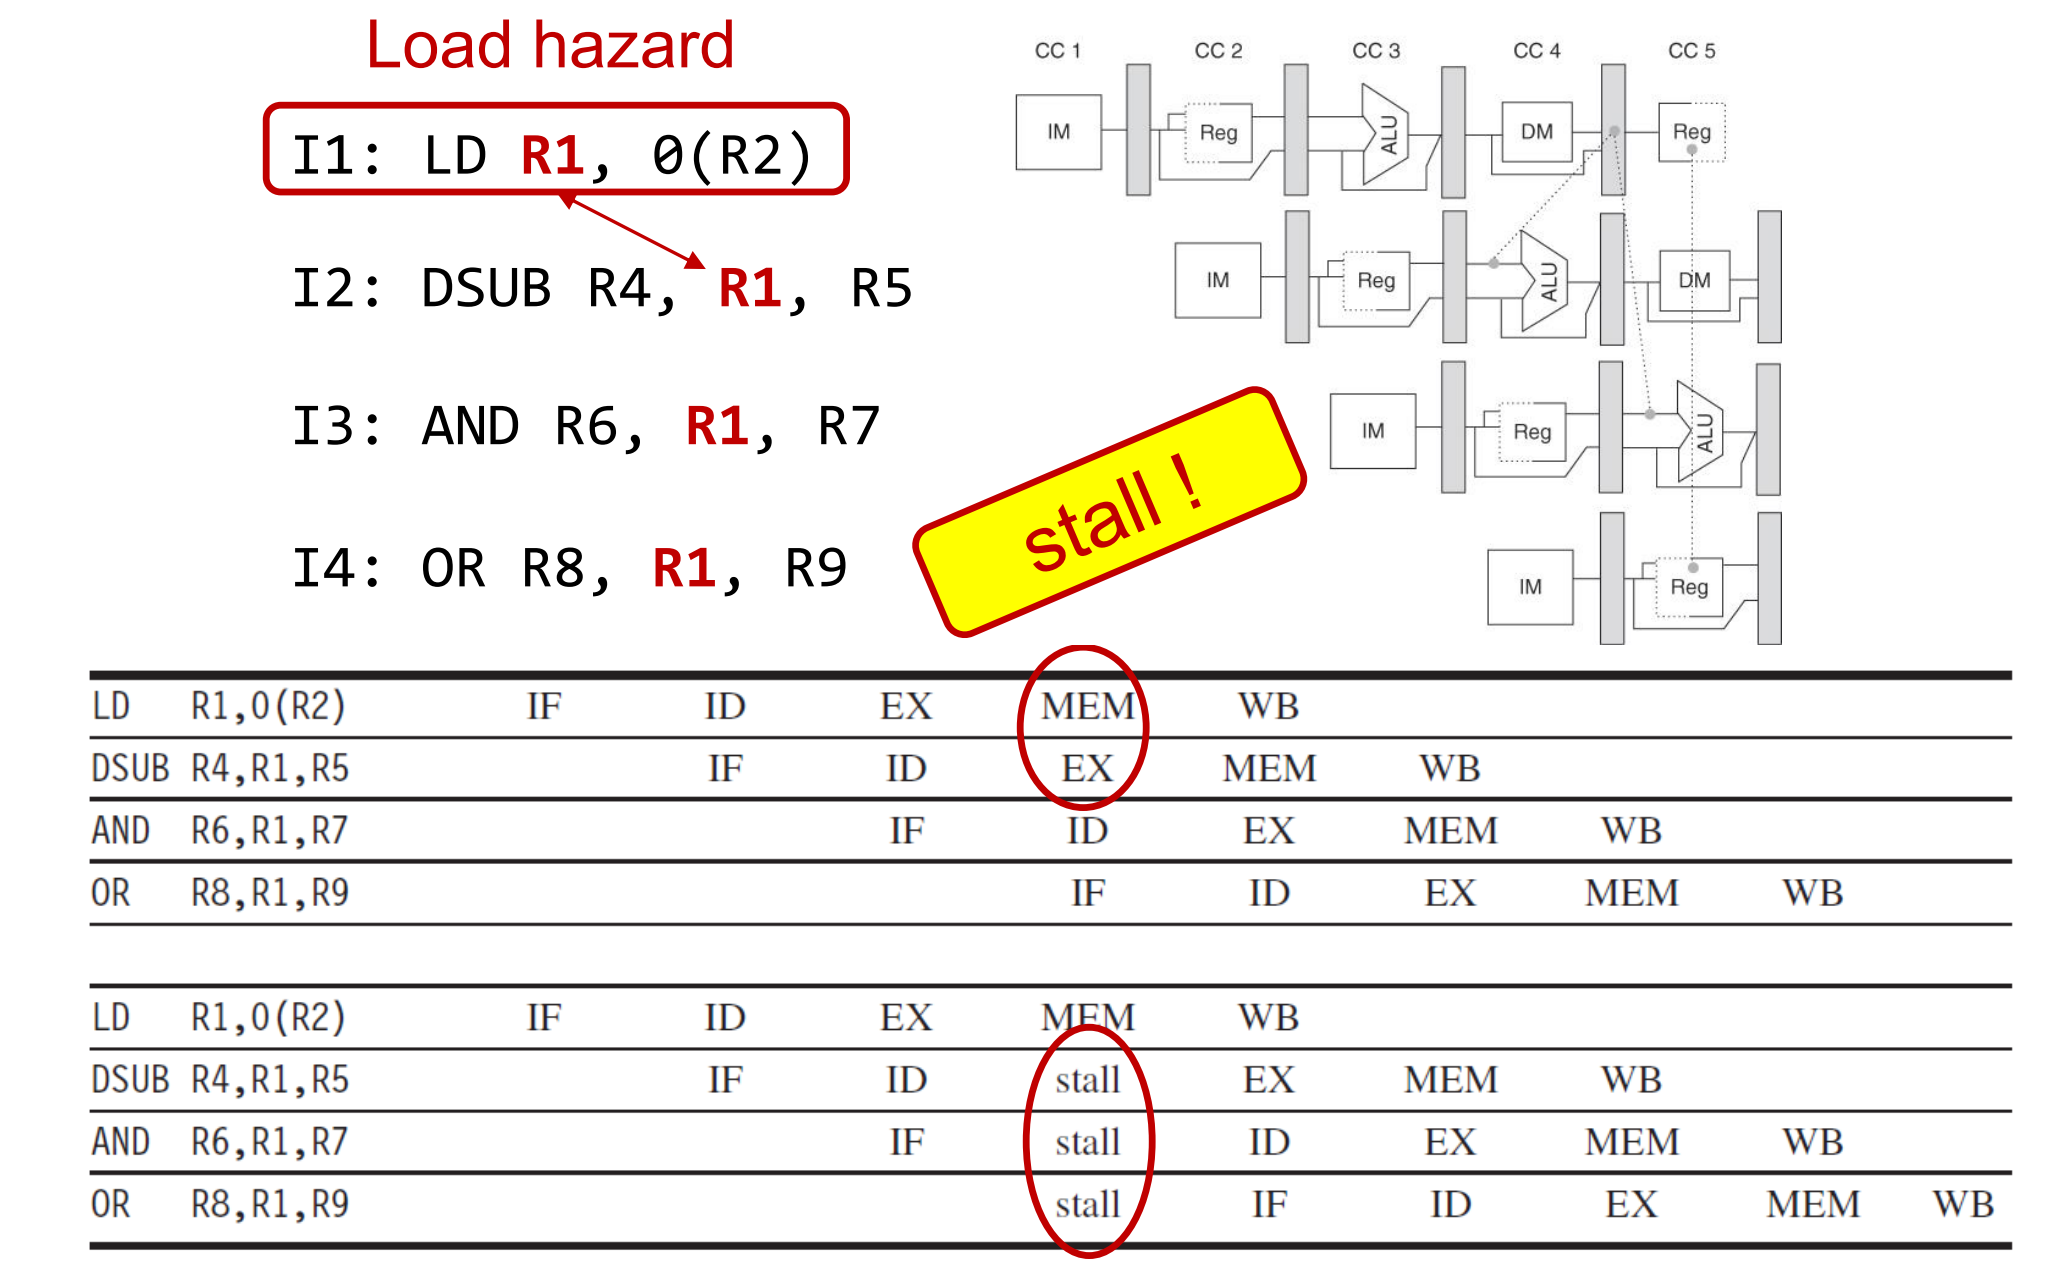 Load hazard
I1: LD R1, 0(R2)
I2: DSUB R4, R1, R5
I3: AND R6, R1, R7
I4: OR R8, R1, R9
stall !
CC 1 CC 2 CC 3 CC 4 CC 5
IM Reg ALU DM Reg
IM Reg ALU DM
IM Reg ALU
IM Reg
LD R1,0(R2) IF ID EX MEM WB
DSUB R4,R1,R5 IF ID EX MEM WB
AND R6,R1,R7 IF ID EX MEM WB
OR R8,R1,R9 IF ID EX MEM WB
LD R1,0(R2) IF ID EX MEM WB
DSUB R4,R1,R5 IF ID stall EX MEM WB
AND R6,R1,R7 IF stall ID EX MEM WB
OR R8,R1,R9 stall IF ID EX MEM WB